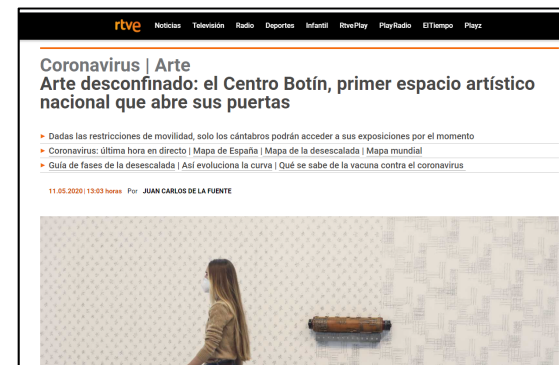 rtve Noticias Televisión Radio Deportes Infantil RtvePlay PlayRadio ElTiempo Playz
Coronavirus | Arte
Arte desconfinado: el Centro Botín, primer espacio artístico
nacional que abre sus puertas
Dadas las restricciones de movilidad, solo los cántabros podrán acceder a sus exposiciones por el momento
Coronavirus: última hora en directo | Mapa de España | Mapa de la desescalada | Mapa mundial
Guía de fases de la desescalada | Así evoluciona la curva | Qué se sabe de la vacuna contra el coronavirus
11.05.2020 | 13:03 horas Por JUAN CARLOS DE LA FUENTE